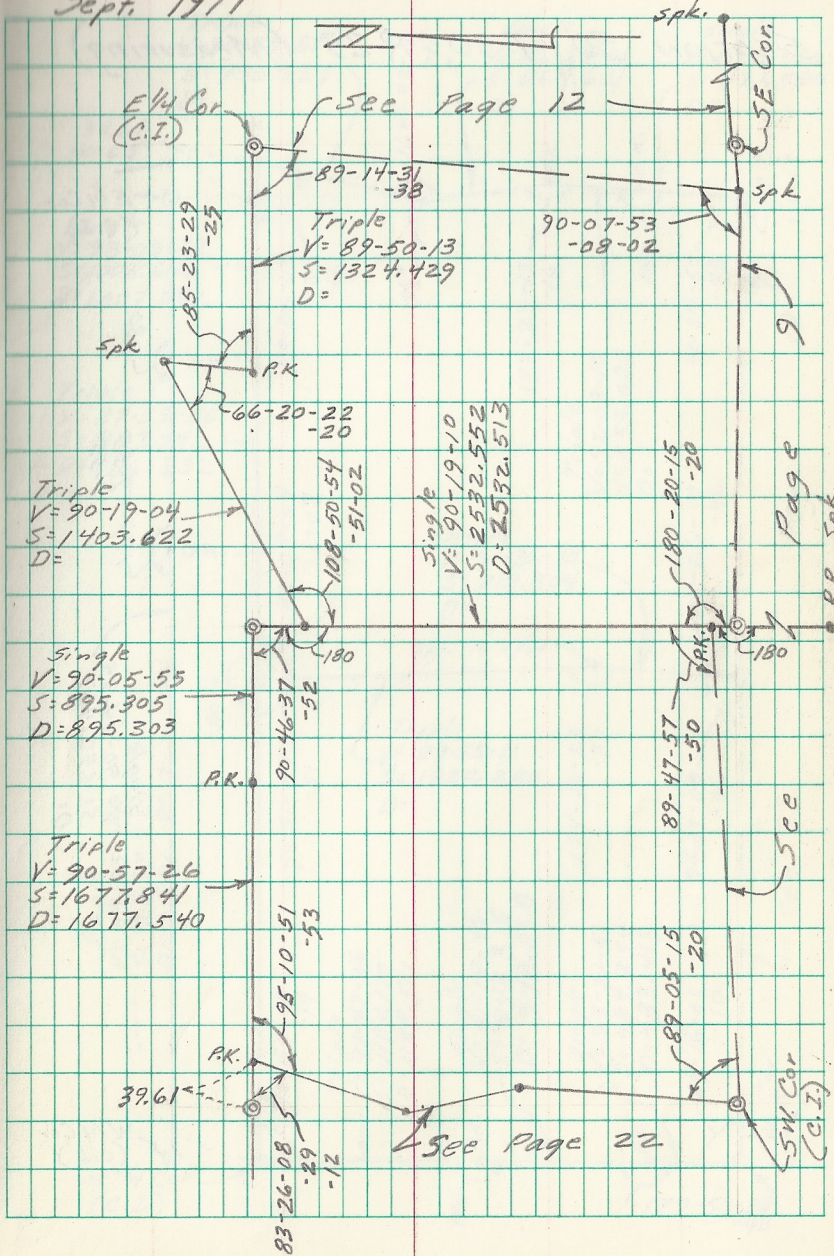 Sept. 1977
spk.
E 1/4 Cor
(C.I.)
See Page 12
SE Cor.
89-14-31
-38
spk
90-07-53
-08-02
Triple
V= 89-50-13
S= 1324.429
D=
85-23-29
-25
spk
P.K
66-20-22
-20
9
Page
Triple
V= 90-19-04
S= 1403.622
D=
108-50-54
-51-02
Single
V= 90-19-10
S= 2532.552
D= 2532.513
180-20-15
-20
R.R. Spk
P.K.
180
180
Single
V= 90-05-55
S= 895.305
D= 895.303
90-46-37
-52
89-47-57
-50
P.K.
See
Triple
V= 90-57-26
S= 1677.841
D= 1677.540
95-10-51
-53
89-05-15
-20
P.K.
39.61
83-26-08
-29
-12
See Page 22
SW. Cor
(C.I.)